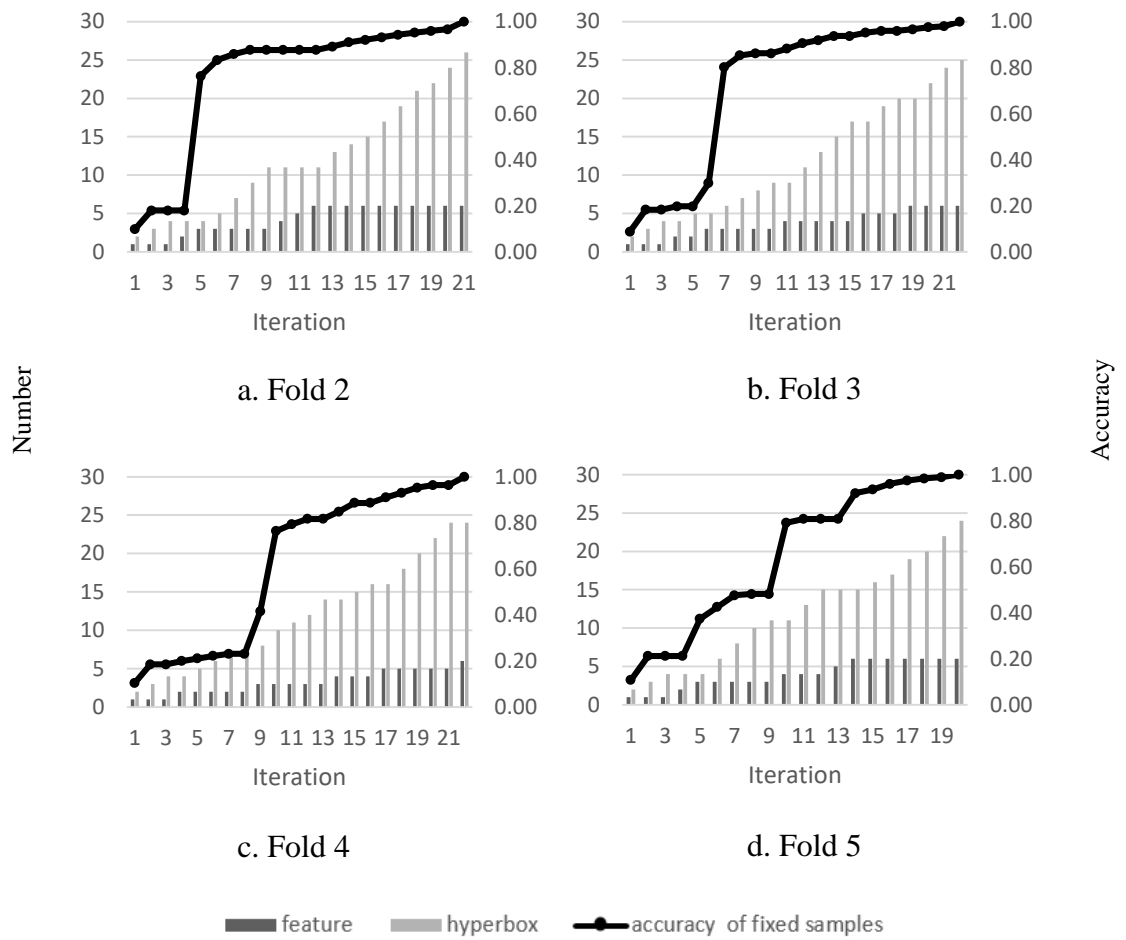 30 1.00
25 0.80
20 0.60
15
10 0.40
5 0.20
0 0.00
1 3 5 7 9 11 13 15 17 19 21
Iteration
a. Fold 2
30 1.00
25 0.80
20 0.60
15
10 0.40
5 0.20
0 0.00
1 3 5 7 9 11 13 15 17 19 21
Iteration
b. Fold 3
Number
Accuracy
30 1.00
25 0.80
20 0.60
15
10 0.40
5 0.20
0 0.00
1 3 5 7 9 11 13 15 17 19 21
Iteration
c. Fold 4
30 1.00
25 0.80
20 0.60
15
10 0.40
5 0.20
0 0.00
1 3 5 7 9 11 13 15 17 19
Iteration
d. Fold 5
feature hyperbox accuracy of fixed samples